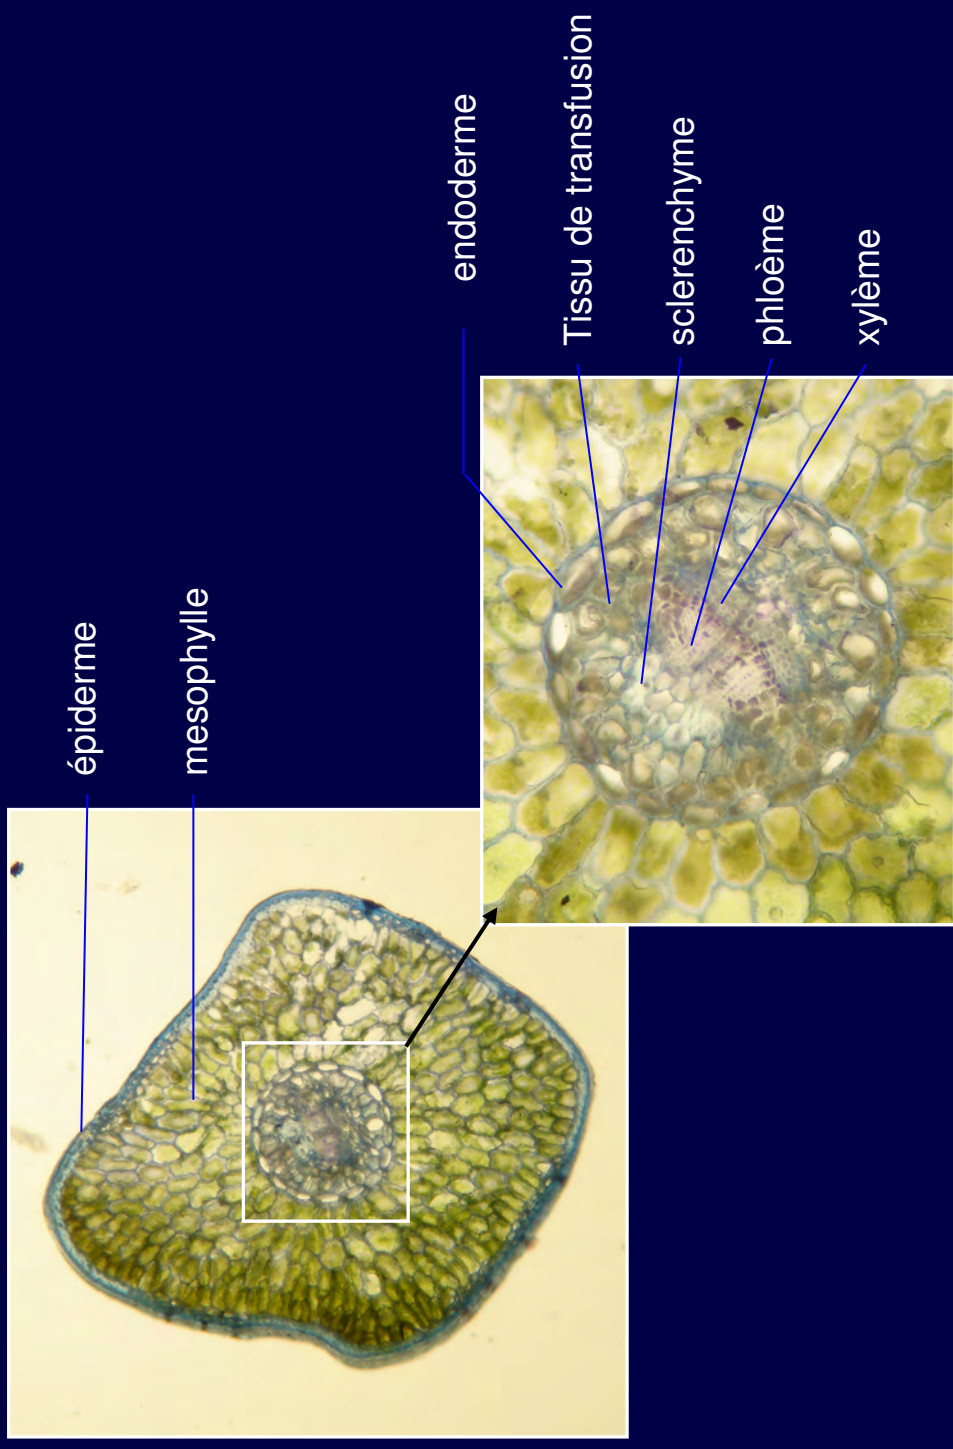 épiderme
mesophylle
endoderme
Tissu de transfusion
sclerenchyme
phloème
xylème